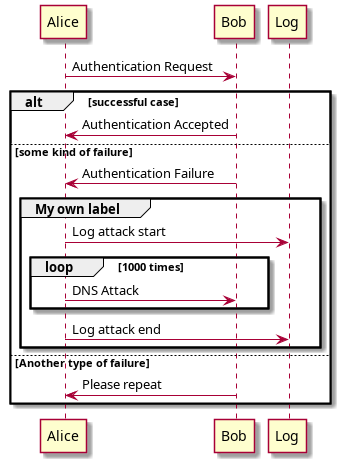 Alice Bob Log
Authentication Request
alt [successful case]
Authentication Accepted
[some kind of failure]
Authentication Failure
My own label
Log attack start
loop [1000 times]
DNS Attack
Log attack end
[Another type of failure]
Please repeat
Alice Bob Log